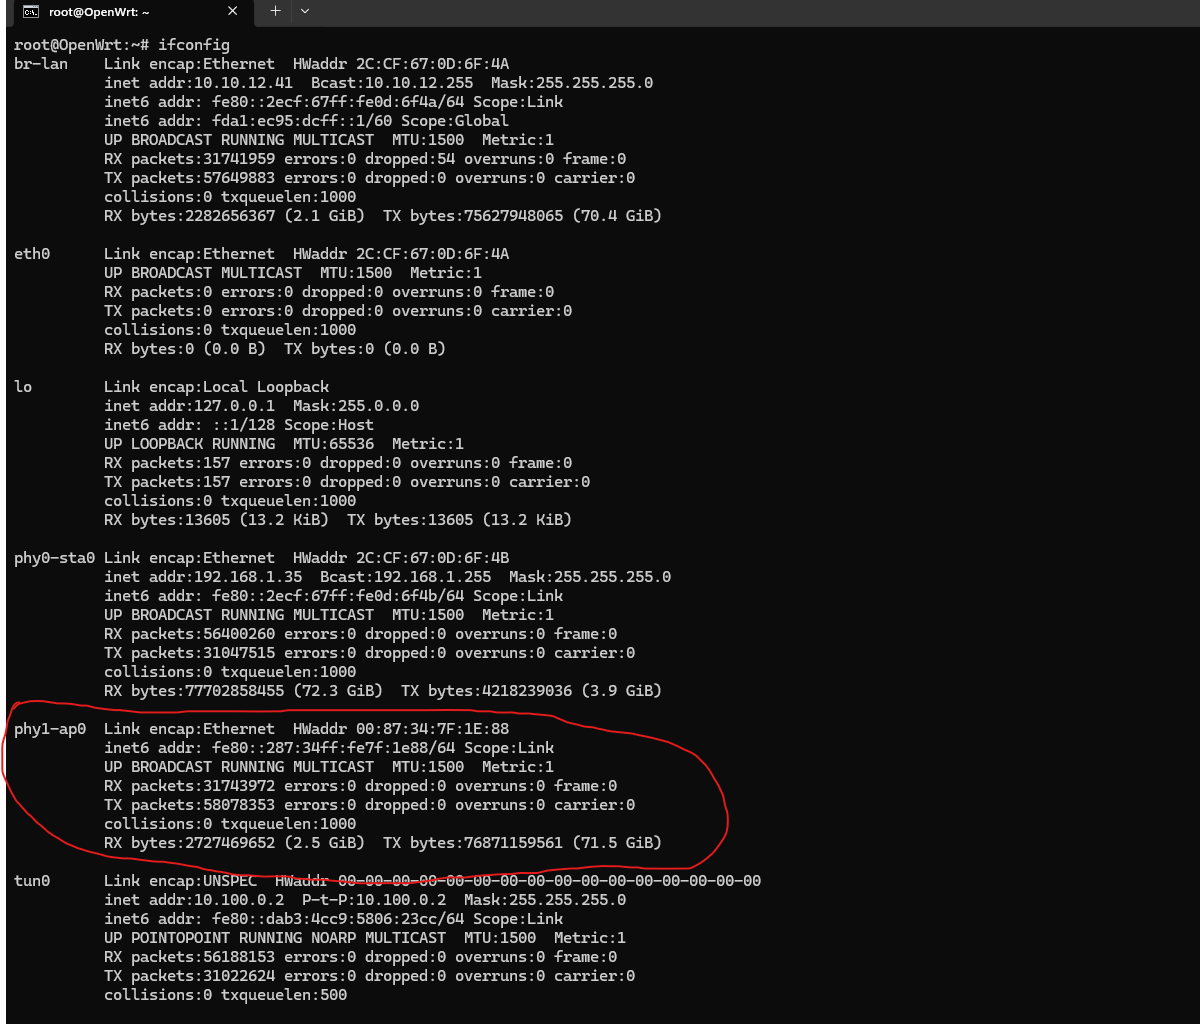 root@OpenWrt: ~
root@OpenWrt:~# ifconfig
br-lan    Link encap:Ethernet  HWaddr 2C:CF:67:0D:6F:4A
          inet addr:10.10.12.41  Bcast:10.10.12.255  Mask:255.255.255.0
          inet6 addr: fe80::2ecf:67ff:fe0d:6f4a/64 Scope:Link
          inet6 addr: fda1:ec95:dcff::1/60 Scope:Global
          UP BROADCAST RUNNING MULTICAST  MTU:1500  Metric:1
          RX packets:31741959 errors:0 dropped:54 overruns:0 frame:0
          TX packets:57649883 errors:0 dropped:0 overruns:0 carrier:0
          collisions:0 txqueuelen:1000
          RX bytes:2282656367 (2.1 GiB)  TX bytes:75627948065 (70.4 GiB)

eth0      Link encap:Ethernet  HWaddr 2C:CF:67:0D:6F:4A
          UP BROADCAST MULTICAST  MTU:1500  Metric:1
          RX packets:0 errors:0 dropped:0 overruns:0 frame:0
          TX packets:0 errors:0 dropped:0 overruns:0 carrier:0
          collisions:0 txqueuelen:1000
          RX bytes:0 (0.0 B)  TX bytes:0 (0.0 B)

lo        Link encap:Local Loopback
          inet addr:127.0.0.1  Mask:255.0.0.0
          inet6 addr: ::1/128 Scope:Host
          UP LOOPBACK RUNNING  MTU:65536  Metric:1
          RX packets:157 errors:0 dropped:0 overruns:0 frame:0
          TX packets:157 errors:0 dropped:0 overruns:0 carrier:0
          collisions:0 txqueuelen:1000
          RX bytes:13605 (13.2 KiB)  TX bytes:13605 (13.2 KiB)

phy0-sta0 Link encap:Ethernet  HWaddr 2C:CF:67:0D:6F:4B
          inet addr:192.168.1.35  Bcast:192.168.1.255  Mask:255.255.255.0
          inet6 addr: fe80::2ecf:67ff:fe0d:6f4b/64 Scope:Link
          UP BROADCAST RUNNING MULTICAST  MTU:1500  Metric:1
          RX packets:56400260 errors:0 dropped:0 overruns:0 frame:0
          TX packets:31047515 errors:0 dropped:0 overruns:0 carrier:0
          collisions:0 txqueuelen:1000
          RX bytes:77702858455 (72.3 GiB)  TX bytes:4218239036 (3.9 GiB)

phy1-ap0  Link encap:Ethernet  HWaddr 00:87:34:7F:1E:88
          inet6 addr: fe80::287:34ff:fe7f:1e88/64 Scope:Link
          UP BROADCAST RUNNING MULTICAST  MTU:1500  Metric:1
          RX packets:31743972 errors:0 dropped:0 overruns:0 frame:0
          TX packets:58078353 errors:0 dropped:0 overruns:0 carrier:0
          collisions:0 txqueuelen:1000
          RX bytes:2727469652 (2.5 GiB)  TX bytes:76871159561 (71.5 GiB)

tun0      Link encap:UNSPEC  HWaddr 00-00-00-00-00-00-00-00-00-00-00-00-00-00-00-00
          inet addr:10.100.0.2  P-t-P:10.100.0.2  Mask:255.255.255.0
          inet6 addr: fe80::dab3:4cc9:5806:23cc/64 Scope:Link
          UP POINTOPOINT RUNNING NOARP MULTICAST  MTU:1500  Metric:1
          RX packets:56188153 errors:0 dropped:0 overruns:0 frame:0
          TX packets:31022624 errors:0 dropped:0 overruns:0 carrier:0
          collisions:0 txqueuelen:500